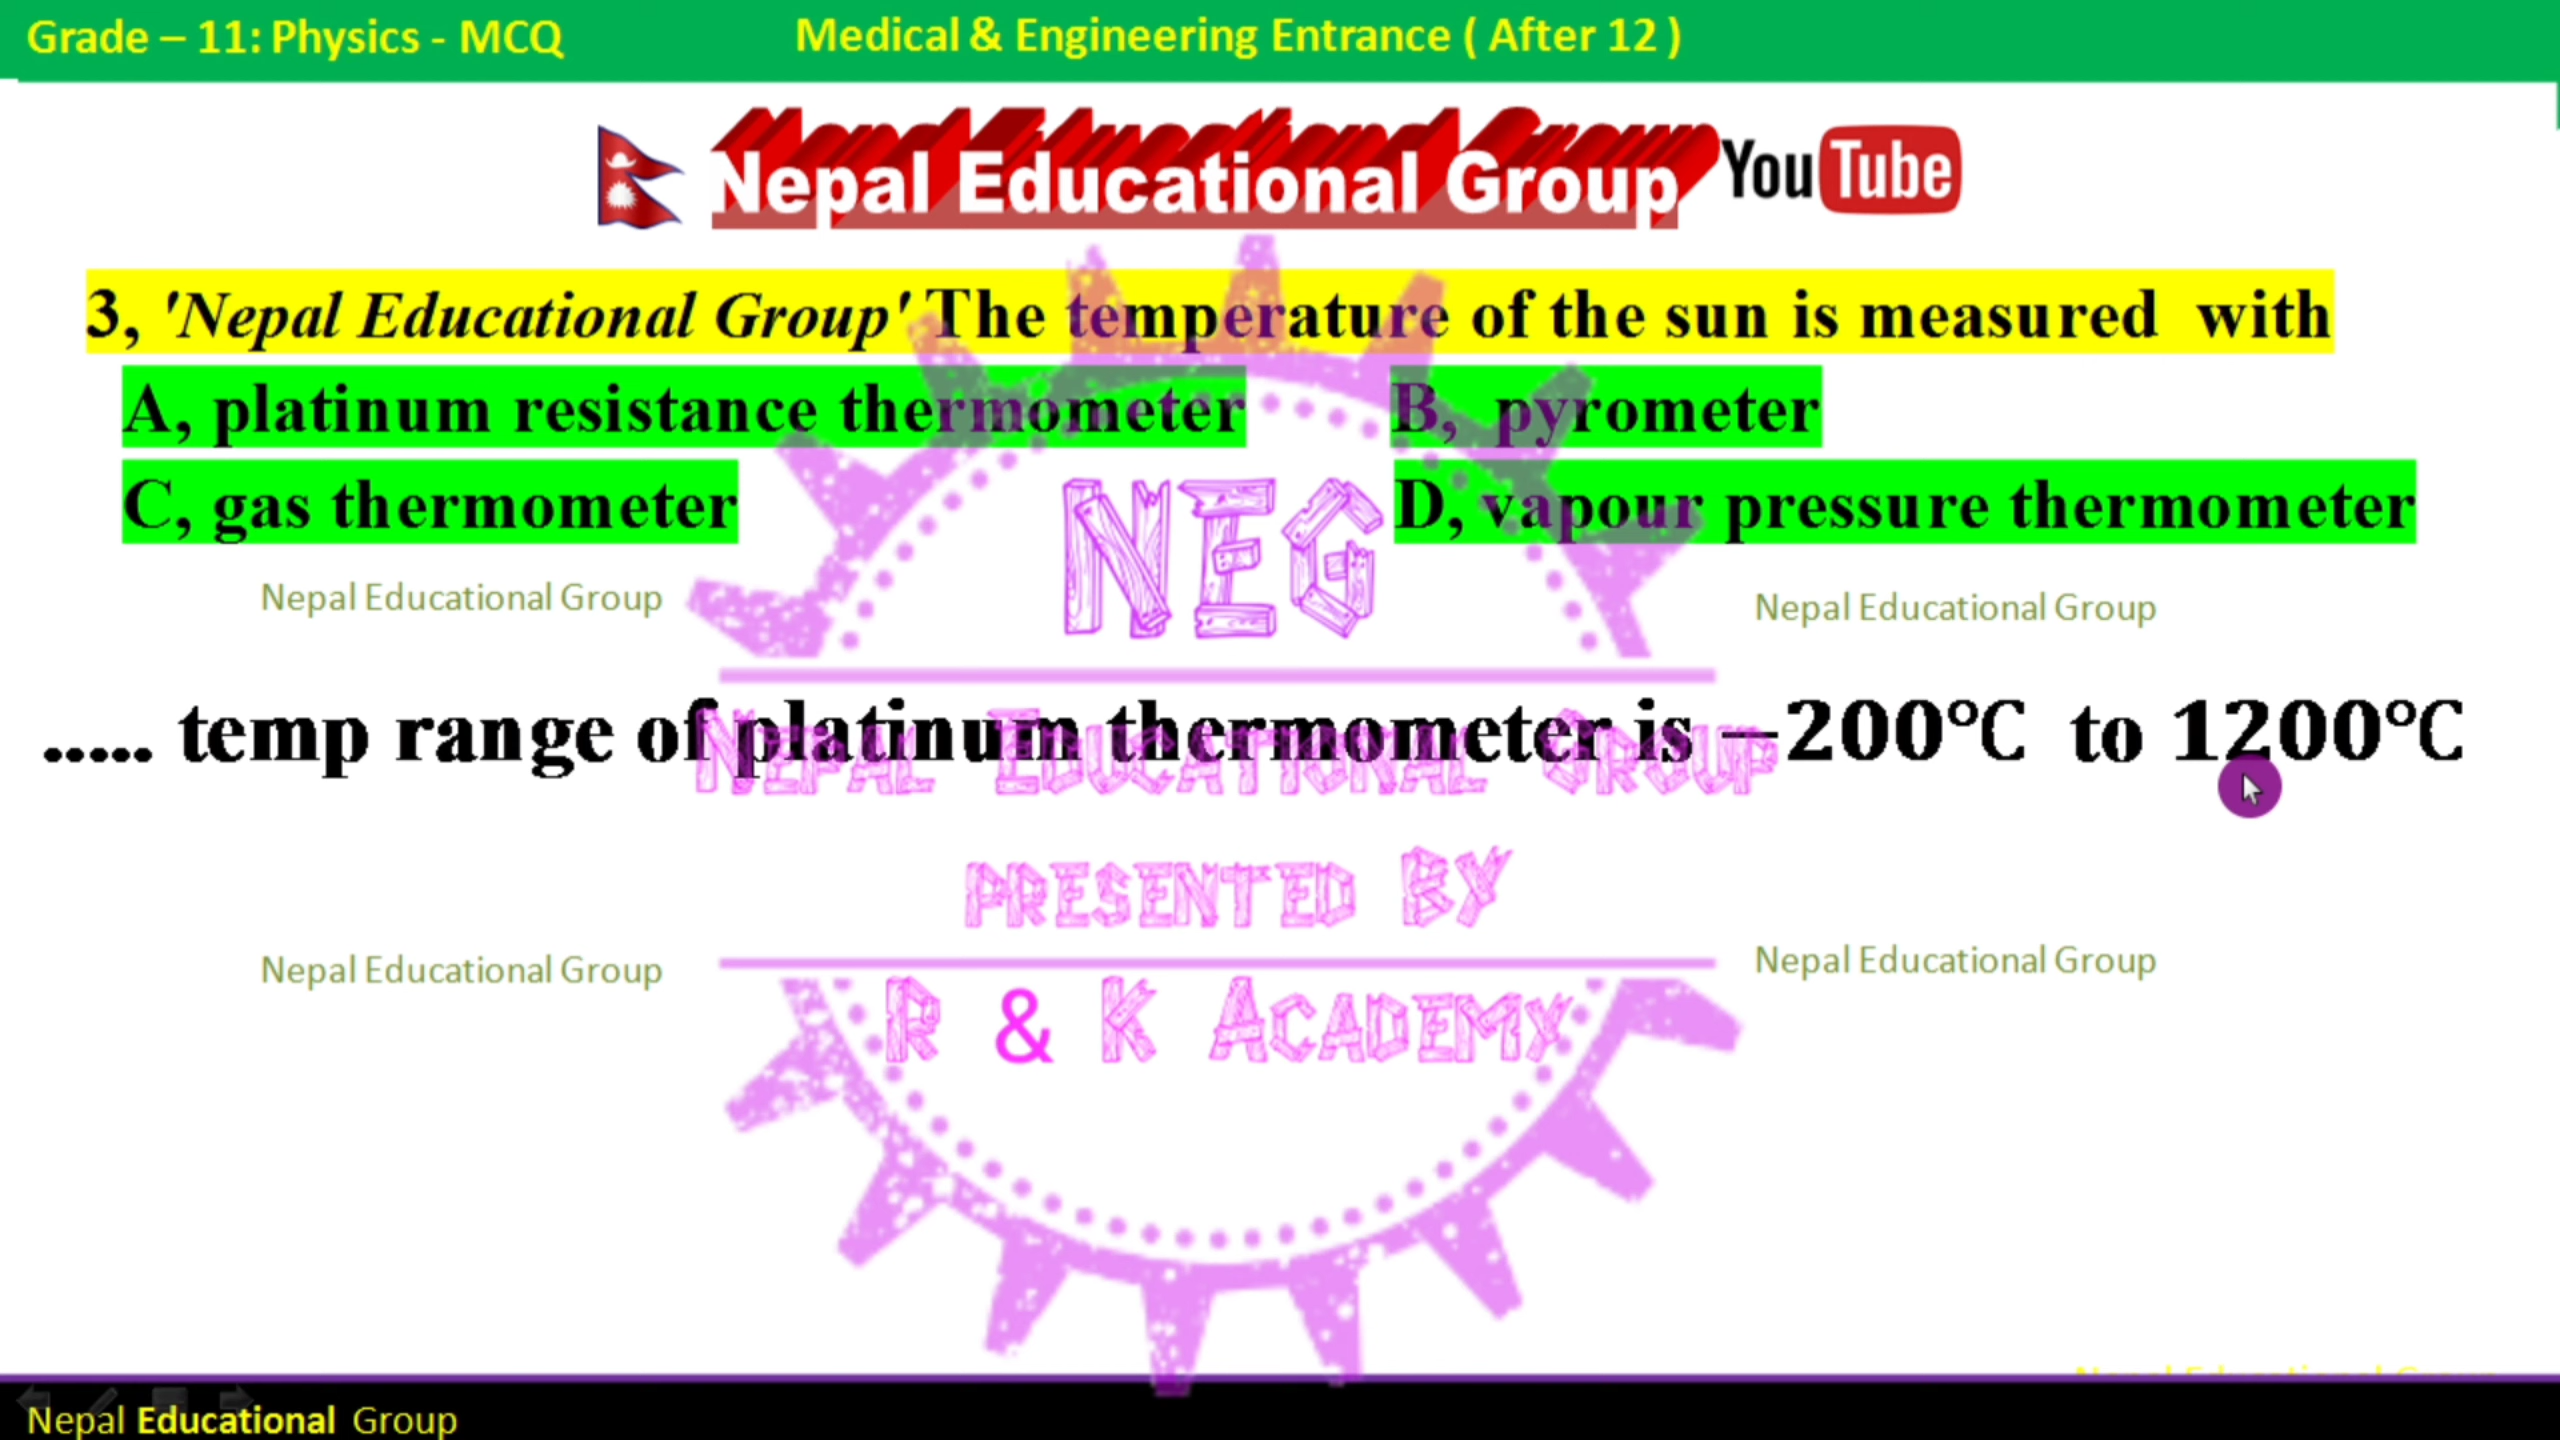 Grade – 11: Physics - MCQ Medical & Engineering Entrance ( After 12 )
Nepal Educational Group YouTube
3, 'Nepal Educational Group' The temperature of the sun is measured with
A, platinum resistance thermometer B, pyrometer
C, gas thermometer D, vapour pressure thermometer
NEG
Nepal Educational Group Nepal Educational Group
..... temp range of platinum thermometer is −200°C to 1200°C
Nepal Educational Group
PRESENTED BY
Nepal Educational Group Nepal Educational Group
R & K Academy
Nepal Educational Group